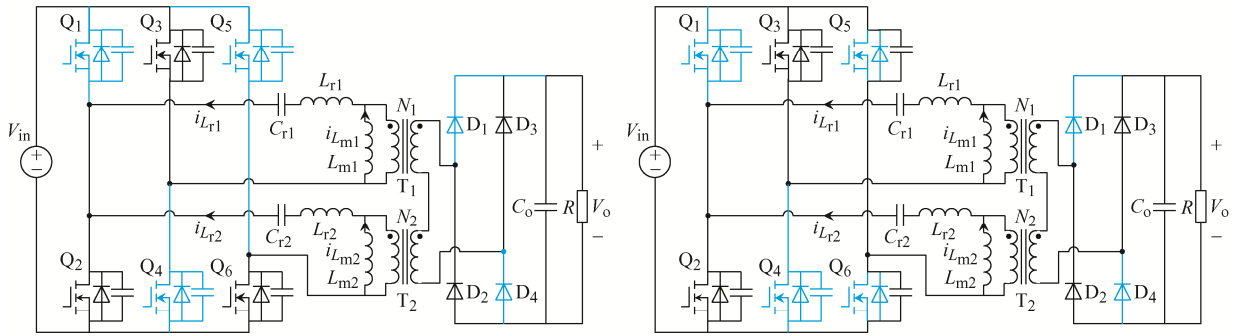 Q1 Q3 Q5
Lr1
iLr1 Cr1 iLm1 Lm1 N1 T1 D1 D3
Vin + −
+
Co R Vo
−
iLr2 Cr2 Lr2 iLm2 Lm2 N2 T2 D2 D4
Q2 Q4 Q6
Q1 Q3 Q5
Lr1
iLr1 Cr1 iLm1 Lm1 N1 T1 D1 D3
Vin + −
+
Co R Vo
−
iLr2 Cr2 Lr2 iLm2 Lm2 N2 T2 D2 D4
Q2 Q4 Q6